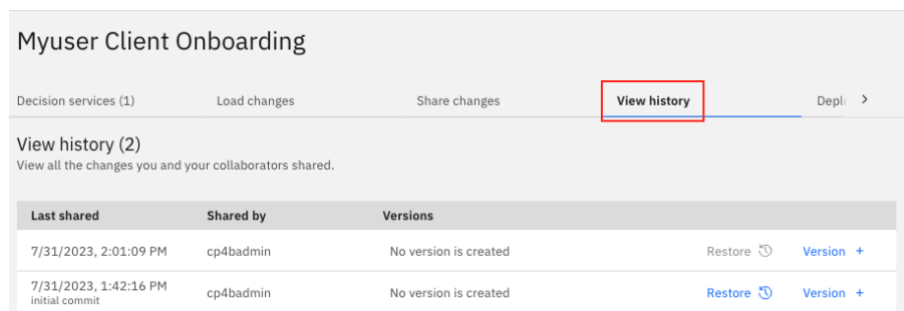 Myuser Client Onboarding
Decision services (1) Load changes Share changes View history Depl
View history (2)
View all the changes you and your collaborators shared.
Last shared Shared by Versions
7/31/2023, 2:01:09 PM cp4badmin No version is created Restore Version +
7/31/2023, 1:42:16 PM cp4badmin No version is created Restore Version +
initial commit